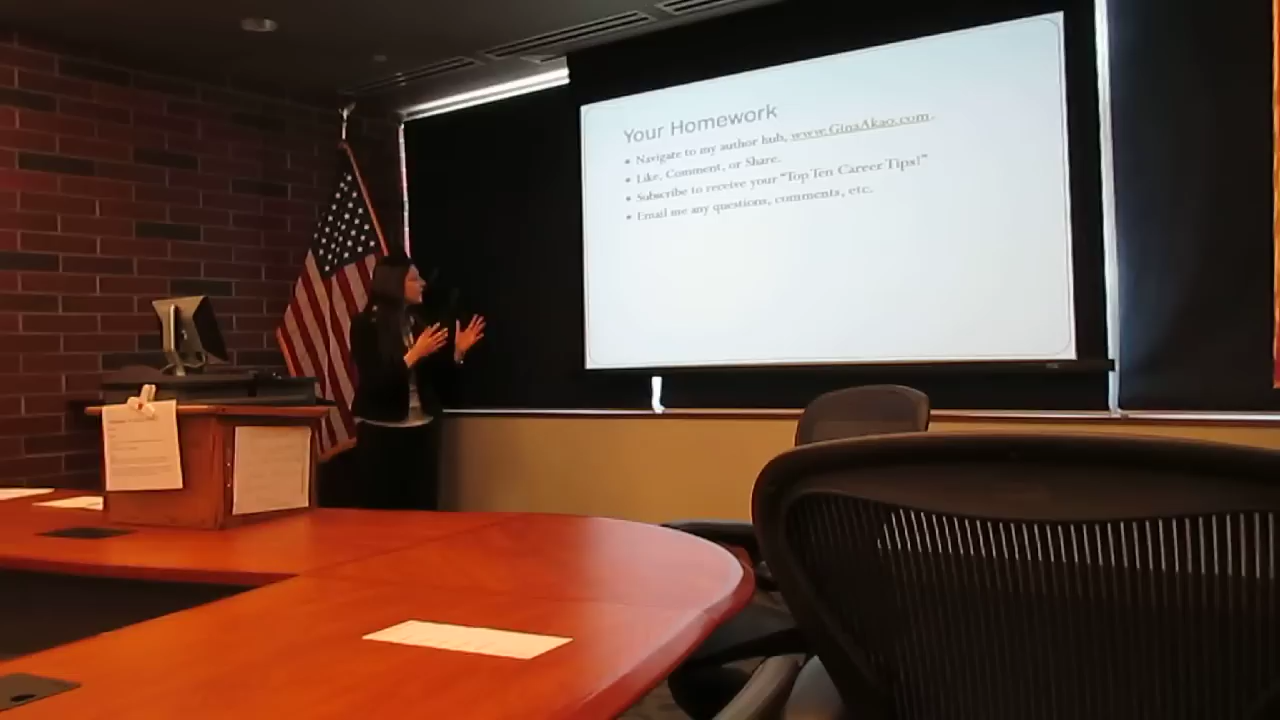 Your Homework
• Navigate to my author hub, www.GinaAkao.com.
• Like, Comment, or Share.
• Subscribe to receive your "Top Ten Career Tips!"
• Email me any questions, comments, etc.